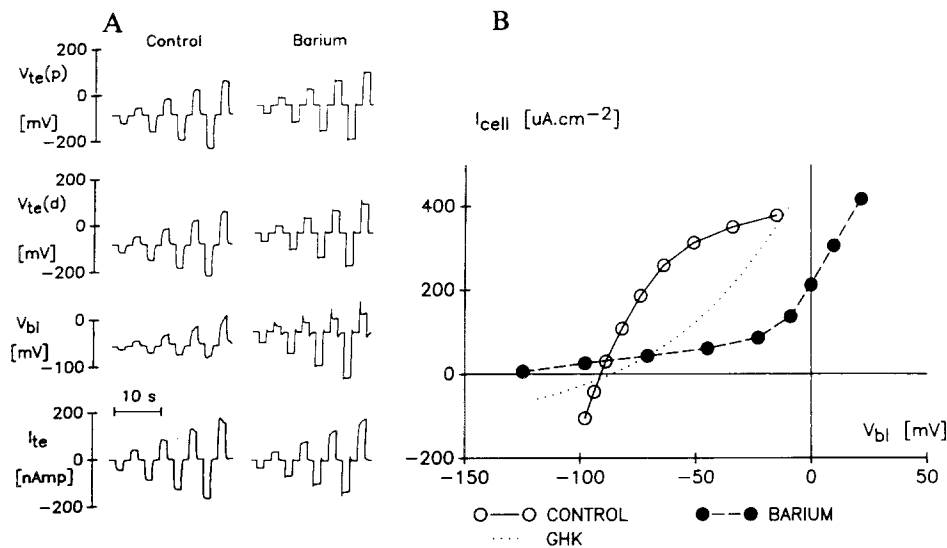 A
Control
Barium
200
V_te(p)
0
[mV]
-200
200
V_te(d)
0
[mV]
-200
0
V_bl
[mV]
-100
10 s
200
I_te
0
[nAmp]
-200
B
I_cell [uA.cm^-2]
400
200
0
-200
-150
-100
-50
0
50
V_bl [mV]
CONTROL
BARIUM
GHK